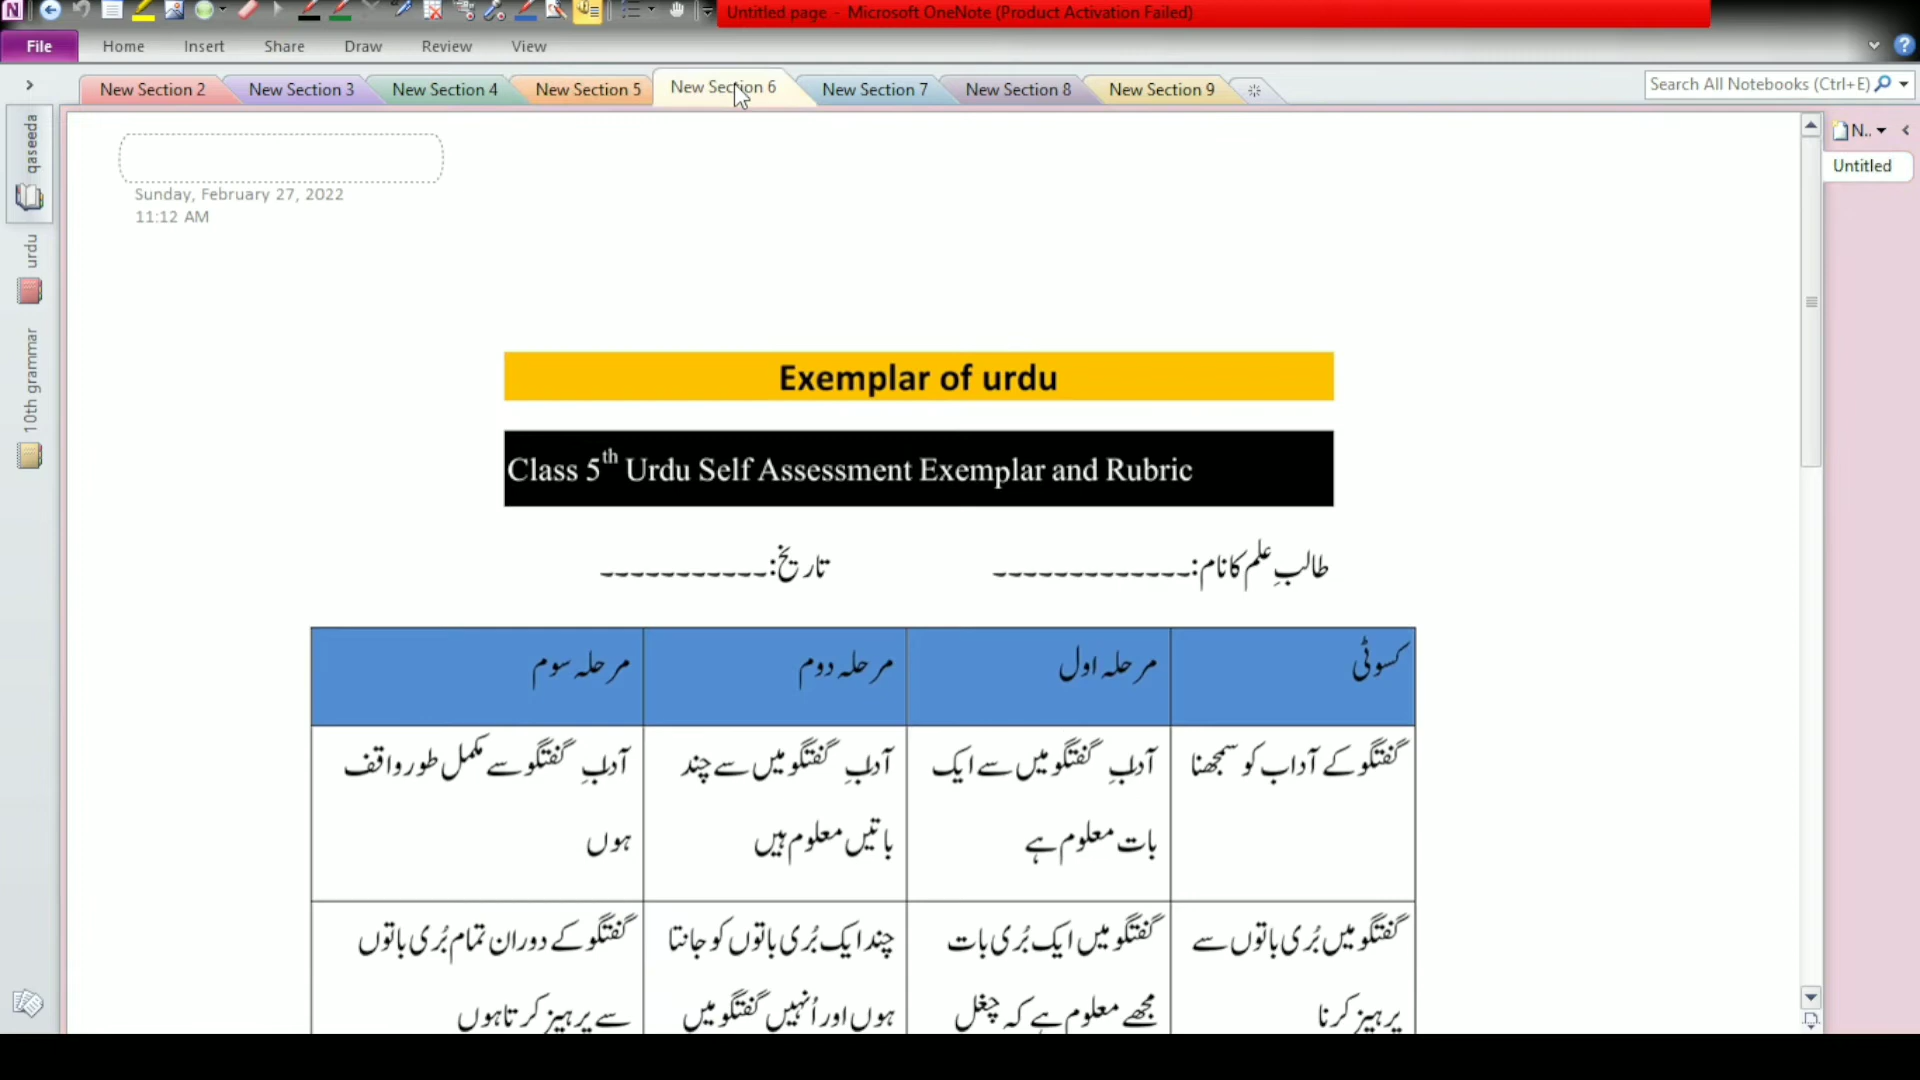 Untitled page - Microsoft OneNote (Product Activation Failed)
File Home Insert Share Draw Review View
New Section 2 New Section 3 New Section 4 New Section 5 New Section 6 New Section 7 New Section 8 New Section 9
Search All Notebooks (Ctrl+E)
N..
Untitled
qaseeda
urdu
10th grammar
Sunday, February 27, 2022
11:12 AM
Exemplar of urdu
Class 5th Urdu Self Assessment Exemplar and Rubric
طالبِ علم کا نام:------------- تاریخ:-----------
کسوٹی
مرحلہ اول
مرحلہ دوم
مرحلہ سوم
گفتگو کے آداب کو سمجھنا
آدابِ گفتگو میں سے ایک
بات معلوم ہے
آدابِ گفتگو میں سے چند
باتیں معلوم ہیں
آدابِ گفتگو سے مکمل طور واقف
ہوں
گفتگو میں بُری باتوں سے
پرہیز کرنا
گفتگو میں ایک بُری بات
مجھے معلوم ہے کہ چغل
چند ایک بُری باتوں کو جانتا
ہوں اور اُنہیں گفتگو میں
گفتگو کے دوران تمام بُری باتوں
سے پرہیز کرتا ہوں